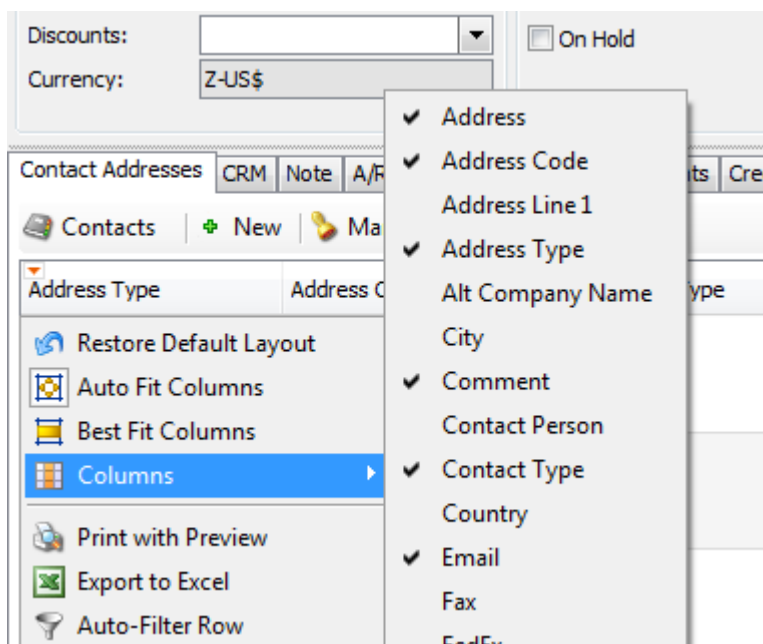 Discounts:
On Hold
Currency:
Z-US$
Contact Addresses
CRM
Note
Address Type
Contacts
New
Restore Default Layout
Auto Fit Columns
Best Fit Columns
Columns
Print with Preview
Export to Excel
Auto-Filter Row
Address
Address Code
Address Line 1
Address Type
Alt Company Name
City
Comment
Contact Person
Contact Type
Country
Email
Fax
FedEx